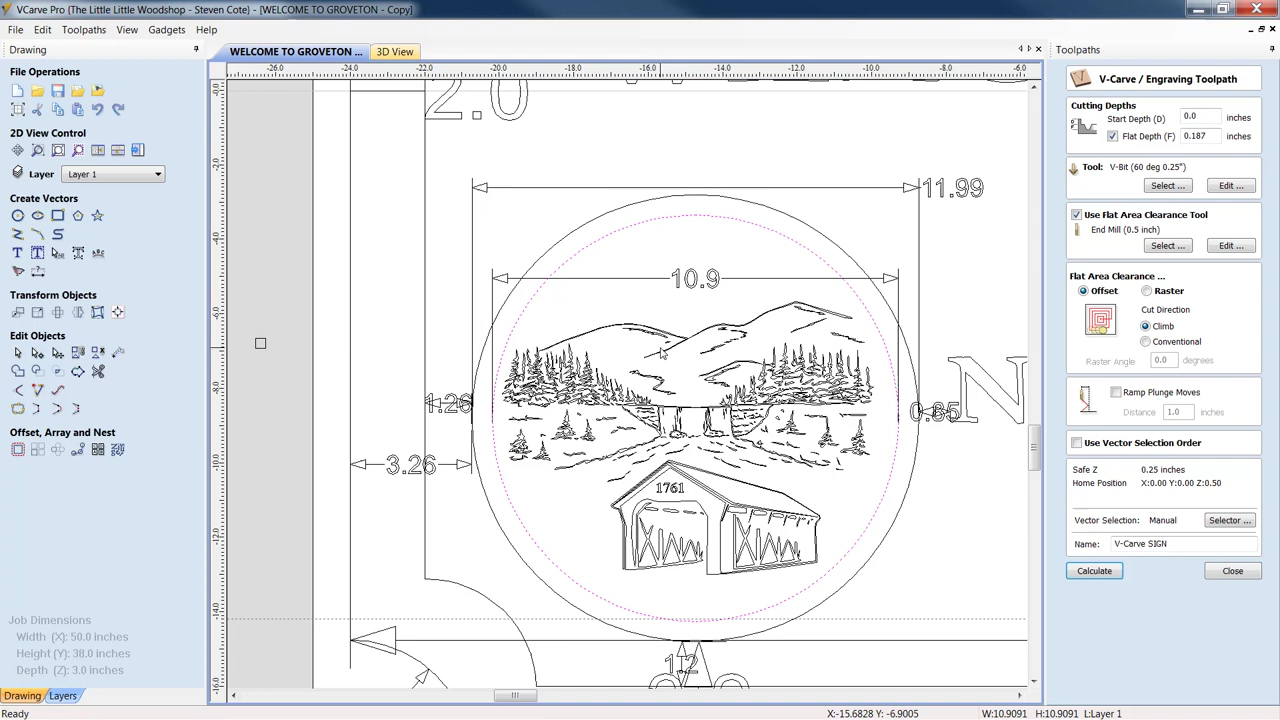 VCarve Pro (The Little Little Woodshop - Steven Cote) - [WELCOME TO GROVETON - Copy]
File Edit Toolpaths View Gadgets Help
Drawing
File Operations
2D View Control
Layer Layer 1
Create Vectors
Transform Objects
Edit Objects
Offset, Array and Nest
Job Dimensions
Width (X): 50.0 inches
Height (Y): 38.0 inches
Depth (Z): 3.0 inches
Drawing Layers
Ready
WELCOME TO GROVETON ... 3D View
-26.0 -24.0 -22.0 -20.0 -18.0 -16.0 -14.0 -12.0 -10.0 -8.0 -6.0
2.0
11.99
10.9
1.26
0.65
N
3.26
1761
12
Toolpaths
V-Carve / Engraving Toolpath
Cutting Depths
Start Depth (D) 0.0 inches
Flat Depth (F) 0.187 inches
Tool: V-Bit (60 deg 0.25")
Select ... Edit ...
Use Flat Area Clearance Tool
End Mill (0.5 inch)
Select ... Edit ...
Flat Area Clearance ...
Offset Raster
Cut Direction
Climb
Conventional
Raster Angle 0.0 degrees
Ramp Plunge Moves
Distance 1.0 inches
Use Vector Selection Order
Safe Z 0.25 inches
Home Position X:0.00 Y:0.00 Z:0.50
Vector Selection: Manual Selector ...
Name: V-Carve SIGN
Calculate Close
X:-15.6828 Y: -6.9005 W:10.9091 H:10.9091 L:Layer 1